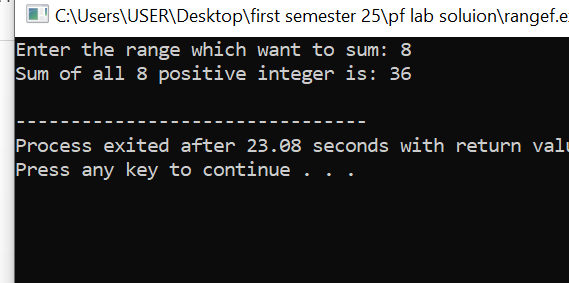 C:\Users\USER\Desktop\first semester 25\pf lab soluion\rangef.e
Enter the range which want to sum: 8
Sum of all 8 positive integer is: 36
--------------------------------
Process exited after 23.08 seconds with return valu
Press any key to continue . . .